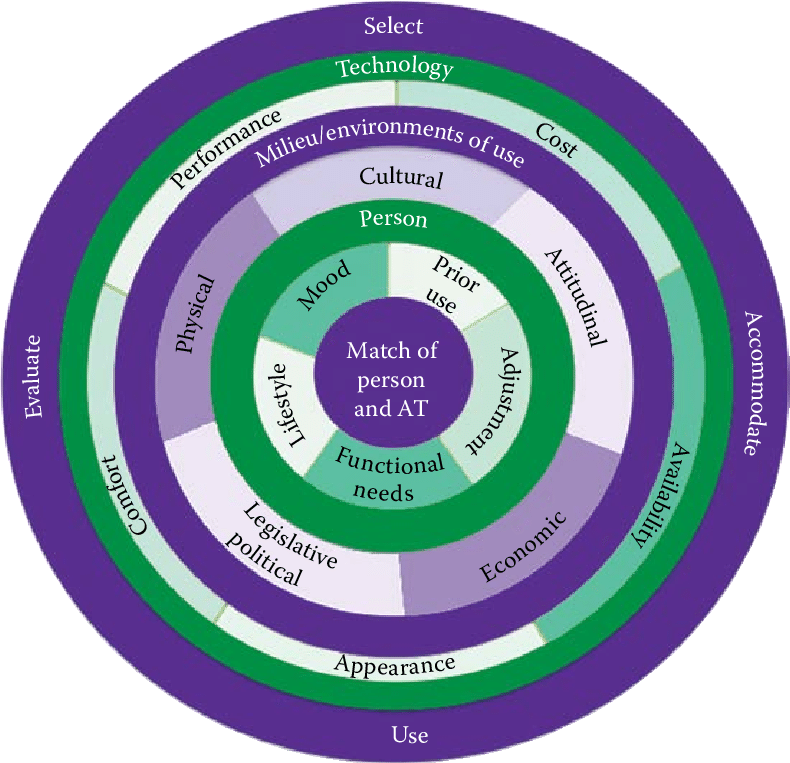 Select
Technology
Performance
Cost
Milieu/environments of use
Cultural
Person
Mood
Prior
use
Physical
Attitudinal
Match of
person
and AT
Evaluate
Accommodate
Lifestyle
Adjustment
Functional
needs
Comfort
Availability
Legislative
political
Economic
Appearance
Use